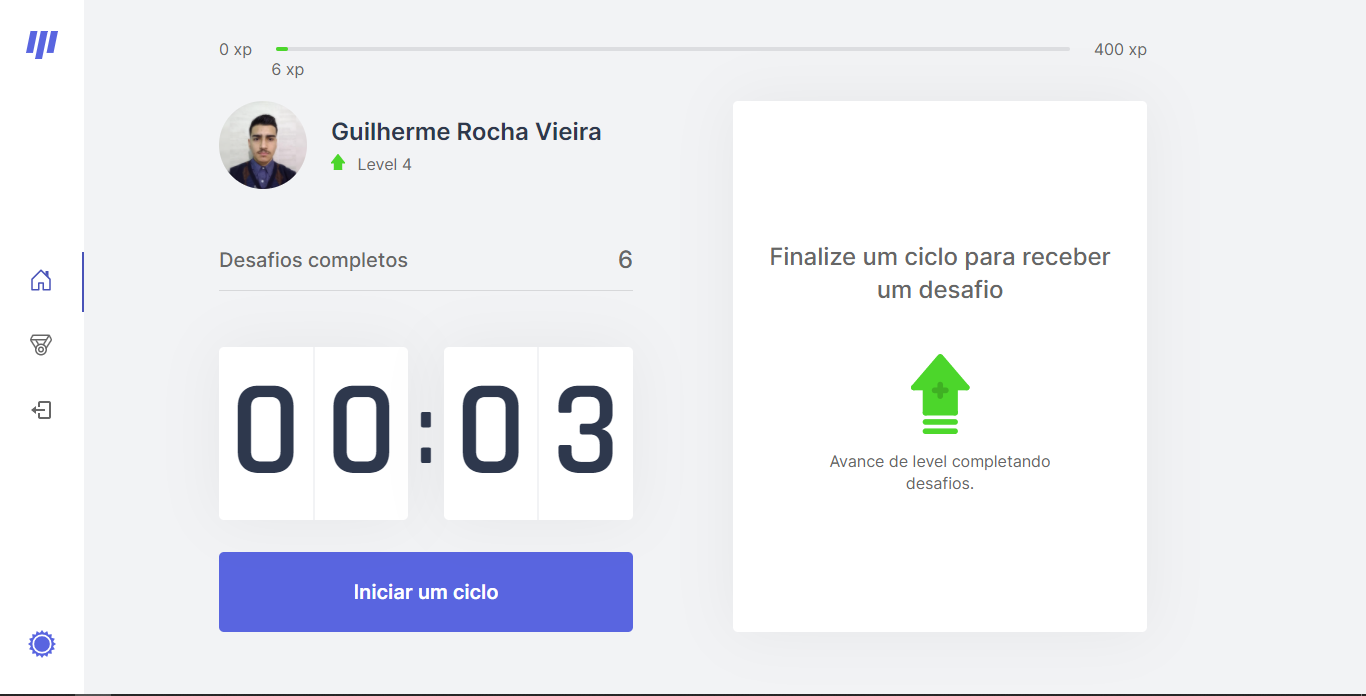 0 xp
400 xp
6 xp
Guilherme Rocha Vieira
Level 4
Desafios completos
6
00:03
Iniciar um ciclo
Finalize um ciclo para receber
um desafio
Avance de level completando
desafios.